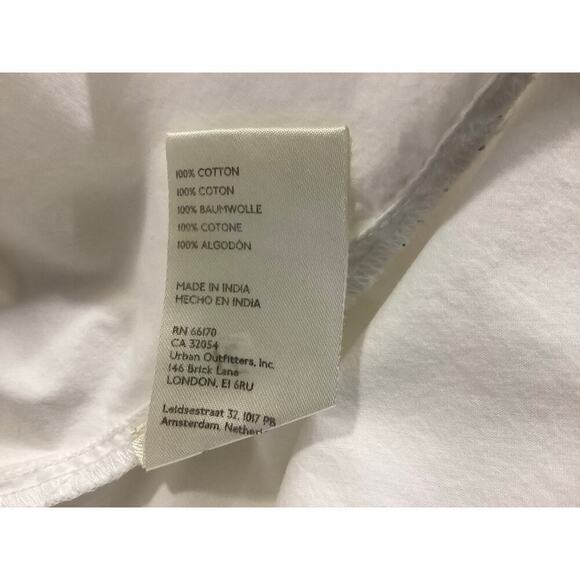 100% COTTON
100% COTON
100% BAUMWOLLE
100% COTONE
100% ALGODÓN
MADE IN INDIA
HECHO EN INDIA
RN 66170
CA 32054
Urban Outfitters, Inc.
146 Brick Lane
LONDON, E1 6RU
Leidsestraat 32, 1017 PB
Amsterdam,